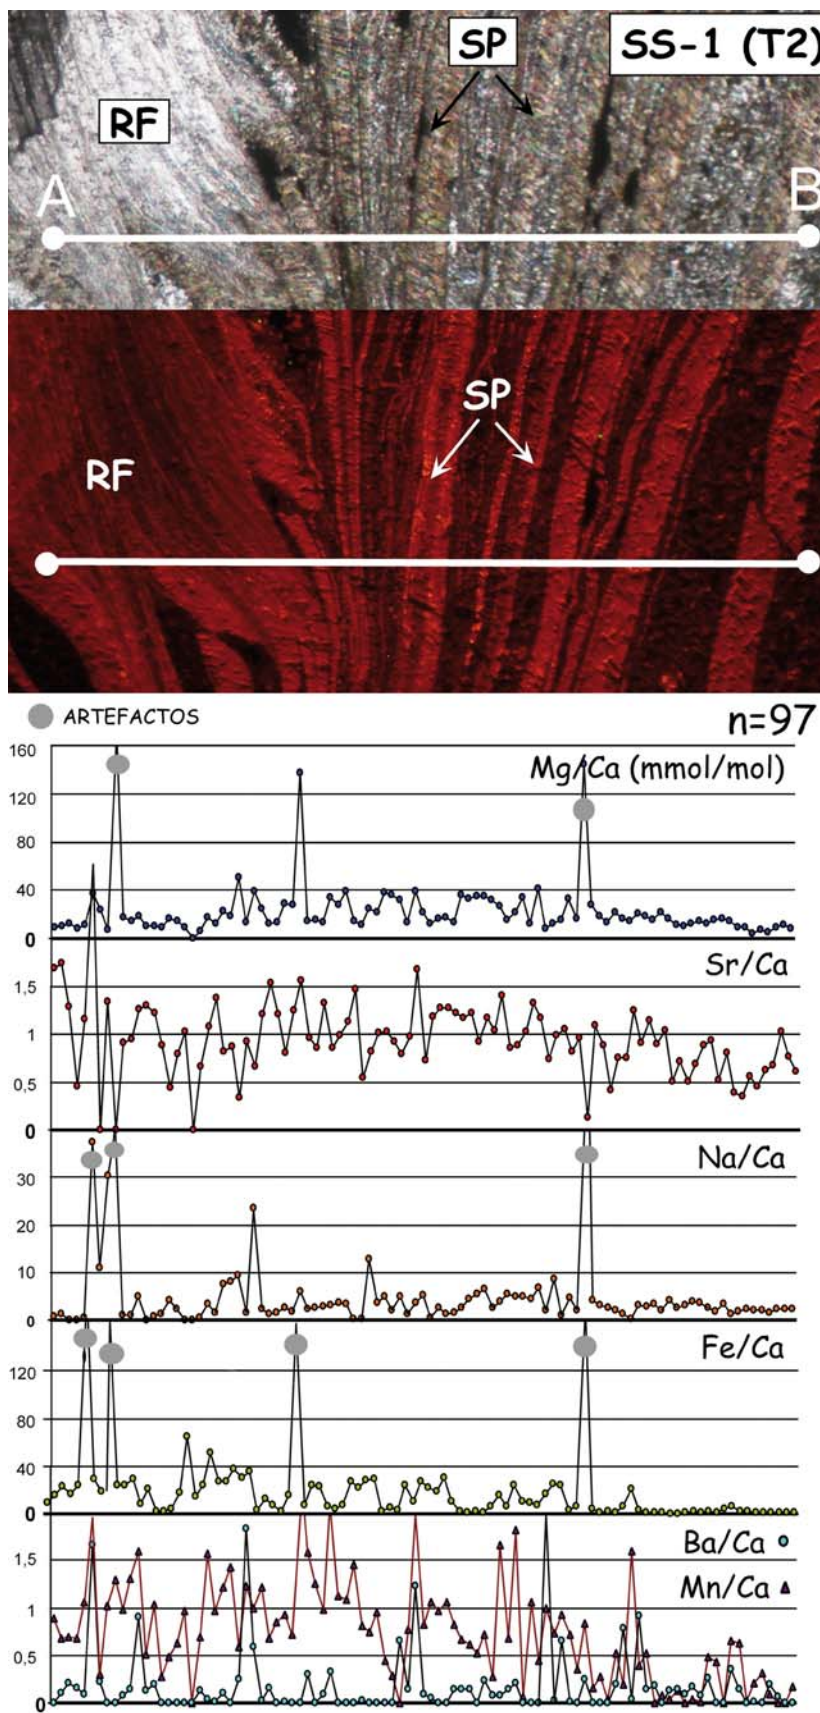 SP
SS-1 (T2)
RF
A
B
SP
RF
ARTEFACTOS
n=97
160
Mg/Ca (mmol/mol)
120
80
40
0
Sr/Ca
1,5
1
0,5
0
Na/Ca
30
20
10
0
Fe/Ca
120
80
40
0
Ba/Ca
1,5
Mn/Ca
1
0,5
0